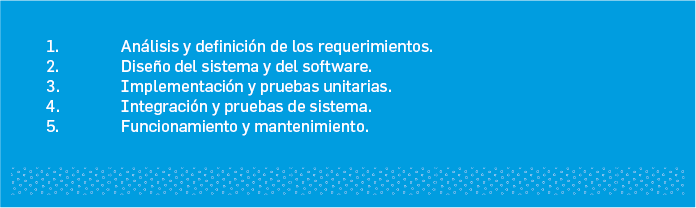 1. Análisis y definición de los requerimientos.
2. Diseño del sistema y del software.
3. Implementación y pruebas unitarias.
4. Integración y pruebas de sistema.
5. Funcionamiento y mantenimiento.